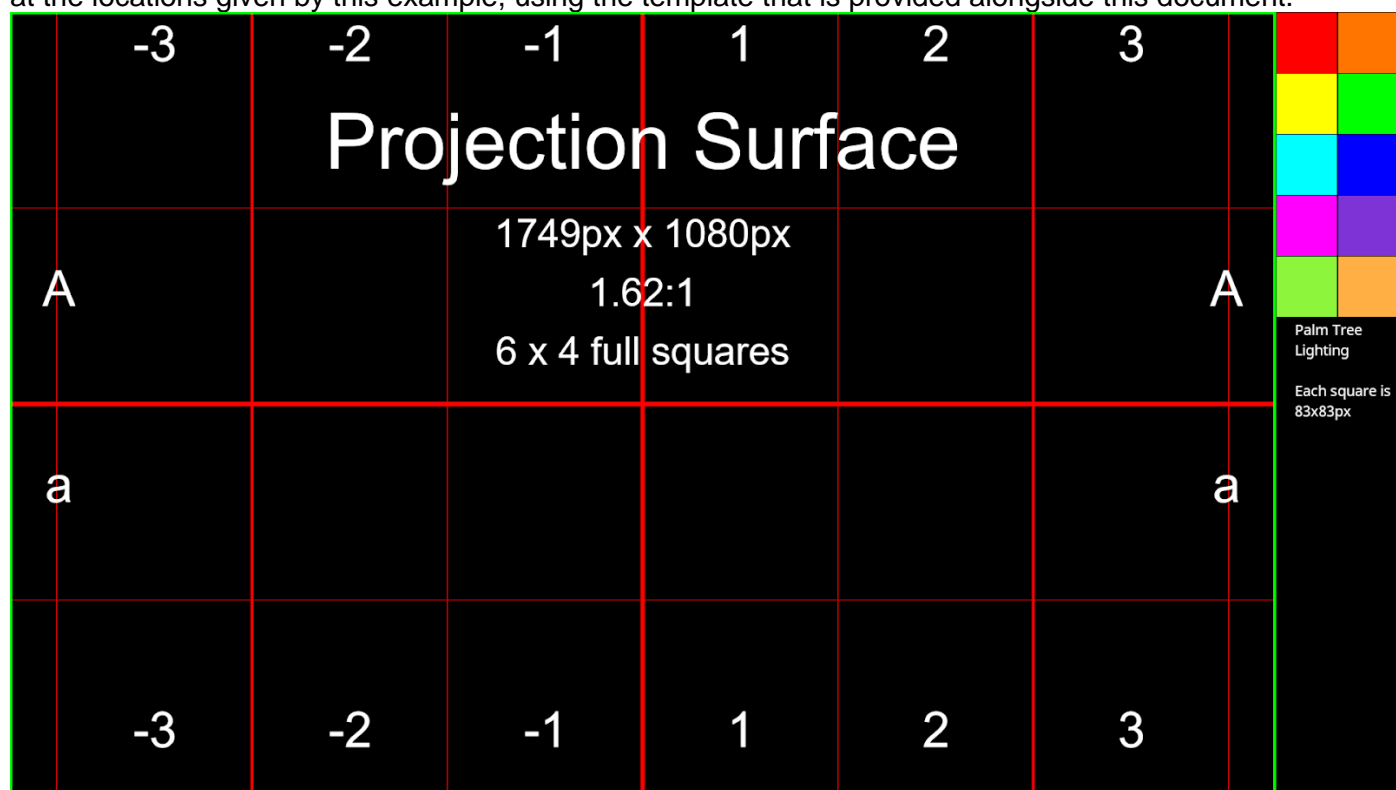 at the locations given by this example, using the template that is provided alongside this document.
-3 -2 -1 1 2 3
Projection Surface
1749px x 1080px
A 1.62:1 A
6 x 4 full squares
Palm Tree
Lighting
Each square is
83x83px
a a
-3 -2 -1 1 2 3